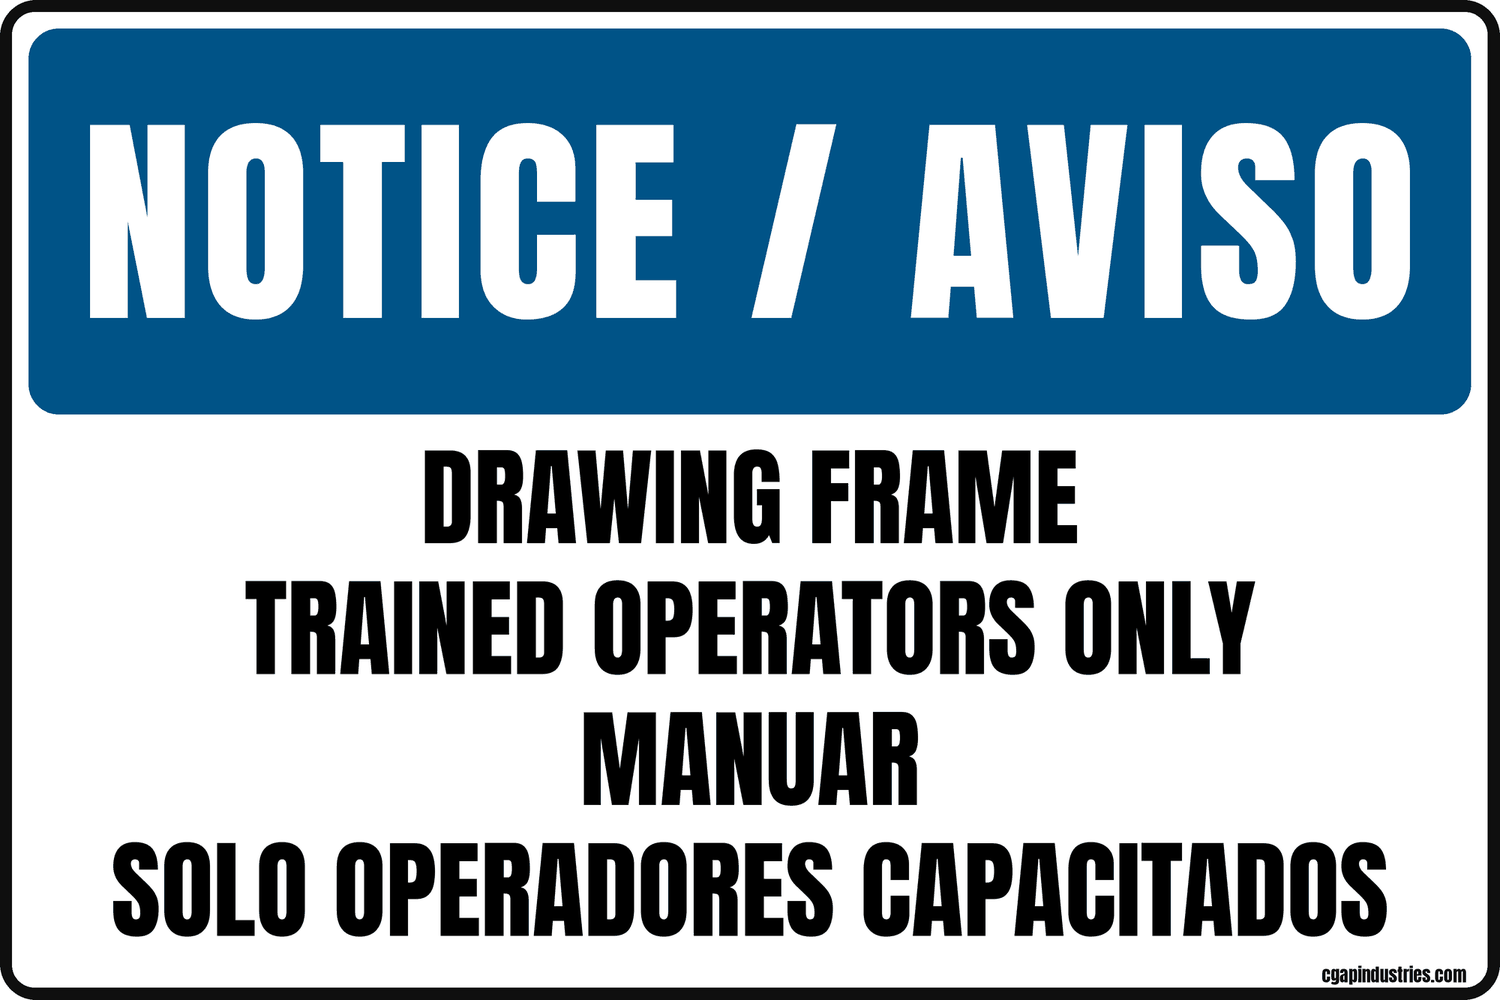 NOTICE / AVISO
DRAWING FRAME
TRAINED OPERATORS ONLY
MANUAR
SOLO OPERADORES CAPACITADOS
cgapindustries.com